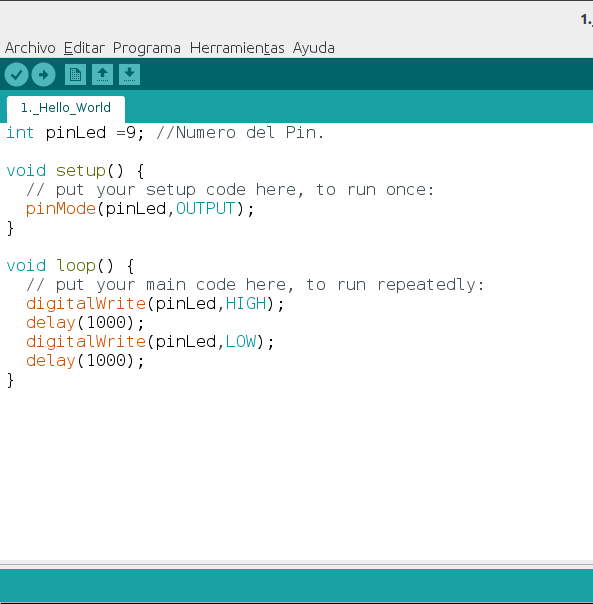 1.
Archivo Editar Programa Herramientas Ayuda
1._Hello_World
int pinLed =9; //Numero del Pin.
void setup() {
// put your setup code here, to run once:
pinMode(pinLed,OUTPUT);
}
void loop() {
// put your main code here, to run repeatedly:
digitalWrite(pinLed,HIGH);
delay(1000);
digitalWrite(pinLed,LOW);
delay(1000);
}